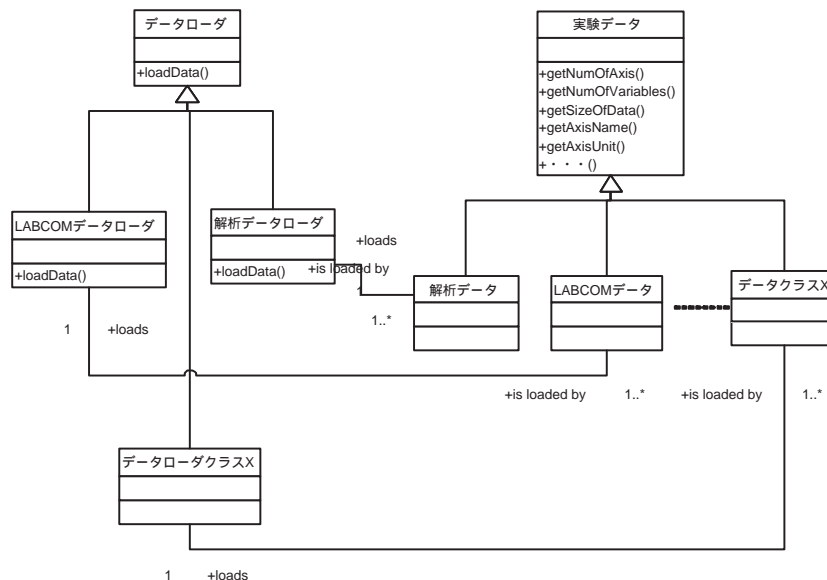 データローダ
+loadData()
実験データ
+getNumOfAxis()
+getNumOfVariables()
+getSizeOfData()
+getAxisName()
+getAxisUnit()
+・・・()
LABCOMデータローダ
+loadData()
解析データローダ
+loadData()
+loads
+is loaded by
1
1..*
解析データ
LABCOMデータ
データクラスX
1
+loads
+is loaded by
1..*
+is loaded by
1..*
データローダクラスX
1
+loads